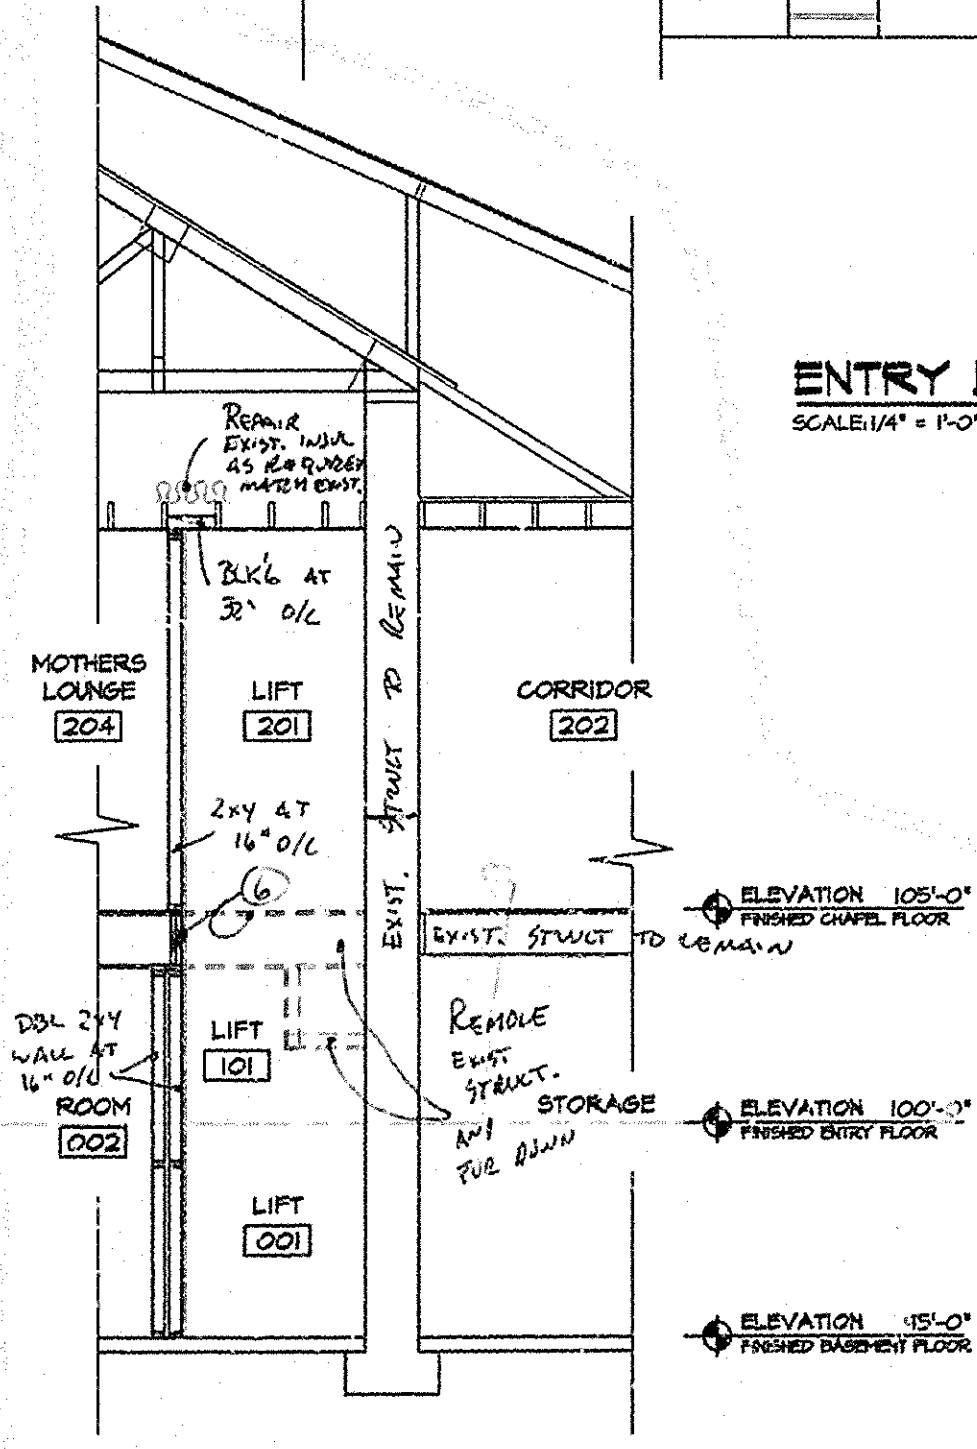 ENTRY
SCALE: 1/4" = 1'-0"
REPAIR
EXIST. INSUL
AS REQUIRED
MATCH EXIST.
BLK'G AT
32" O/C
MOTHERS
LOUNGE
204
LIFT
201
CORRIDOR
202
EXIST. STRUCT TO REMAIN
2x4 AT
16" O/C
6
ELEVATION 105'-0"
FINISHED CHAPEL FLOOR
EXIST. STRUCT TO REMAIN
DBL 2x4
WALL AT
16" O/C
LIFT
101
REMOVE
EXIST
STRUCT.
AND
FUR DOWN
ROOM
002
STORAGE
ELEVATION 100'-0"
FINISHED ENTRY FLOOR
LIFT
001
ELEVATION 95'-0"
FINISHED BASEMENT FLOOR